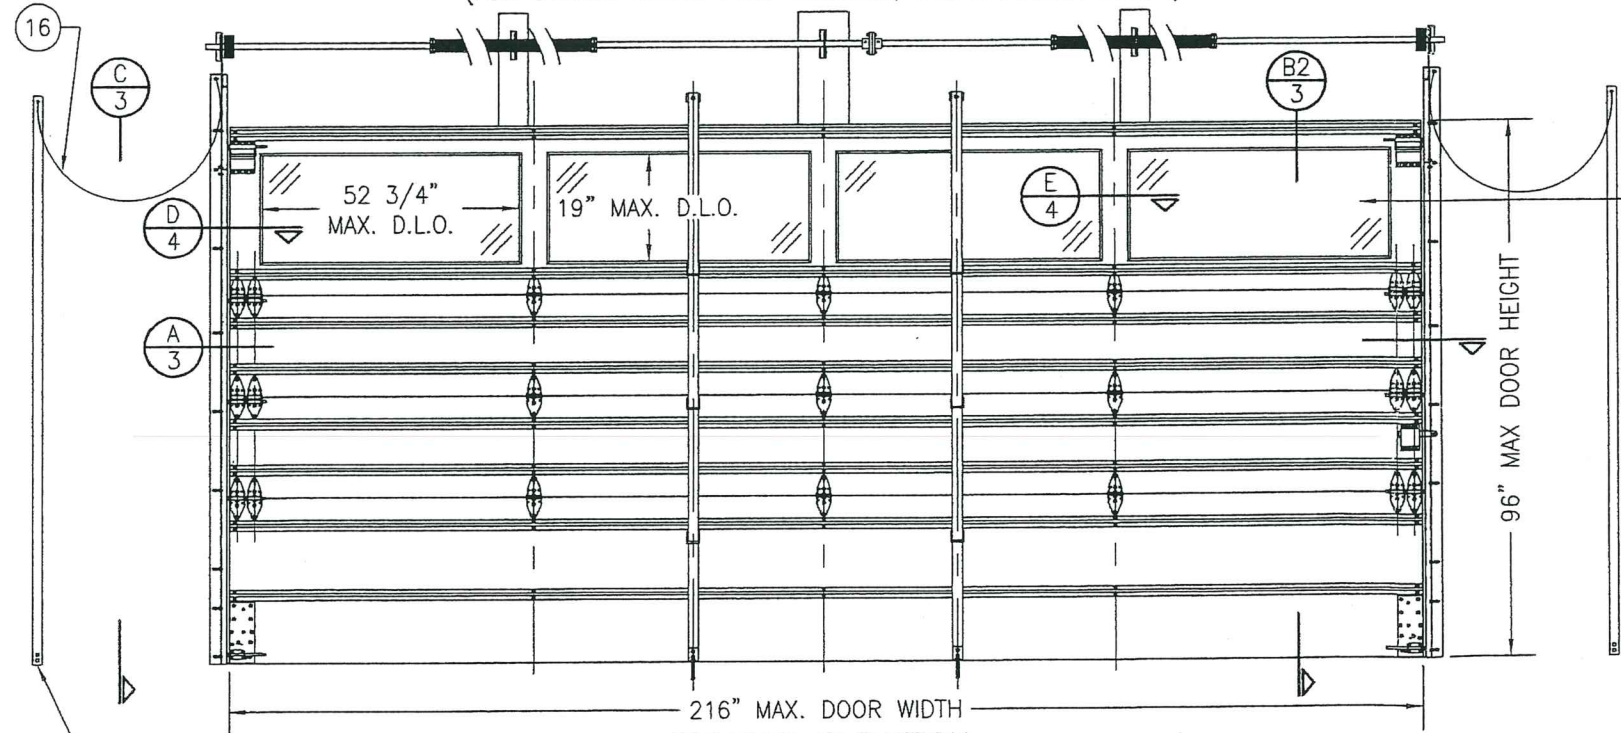 16
C
3
B2
3
52 3/4"
MAX. D.L.O.
19" MAX. D.L.O.
E
4
D
4
A
3
96" MAX DOOR HEIGHT
216" MAX. DOOR WIDTH